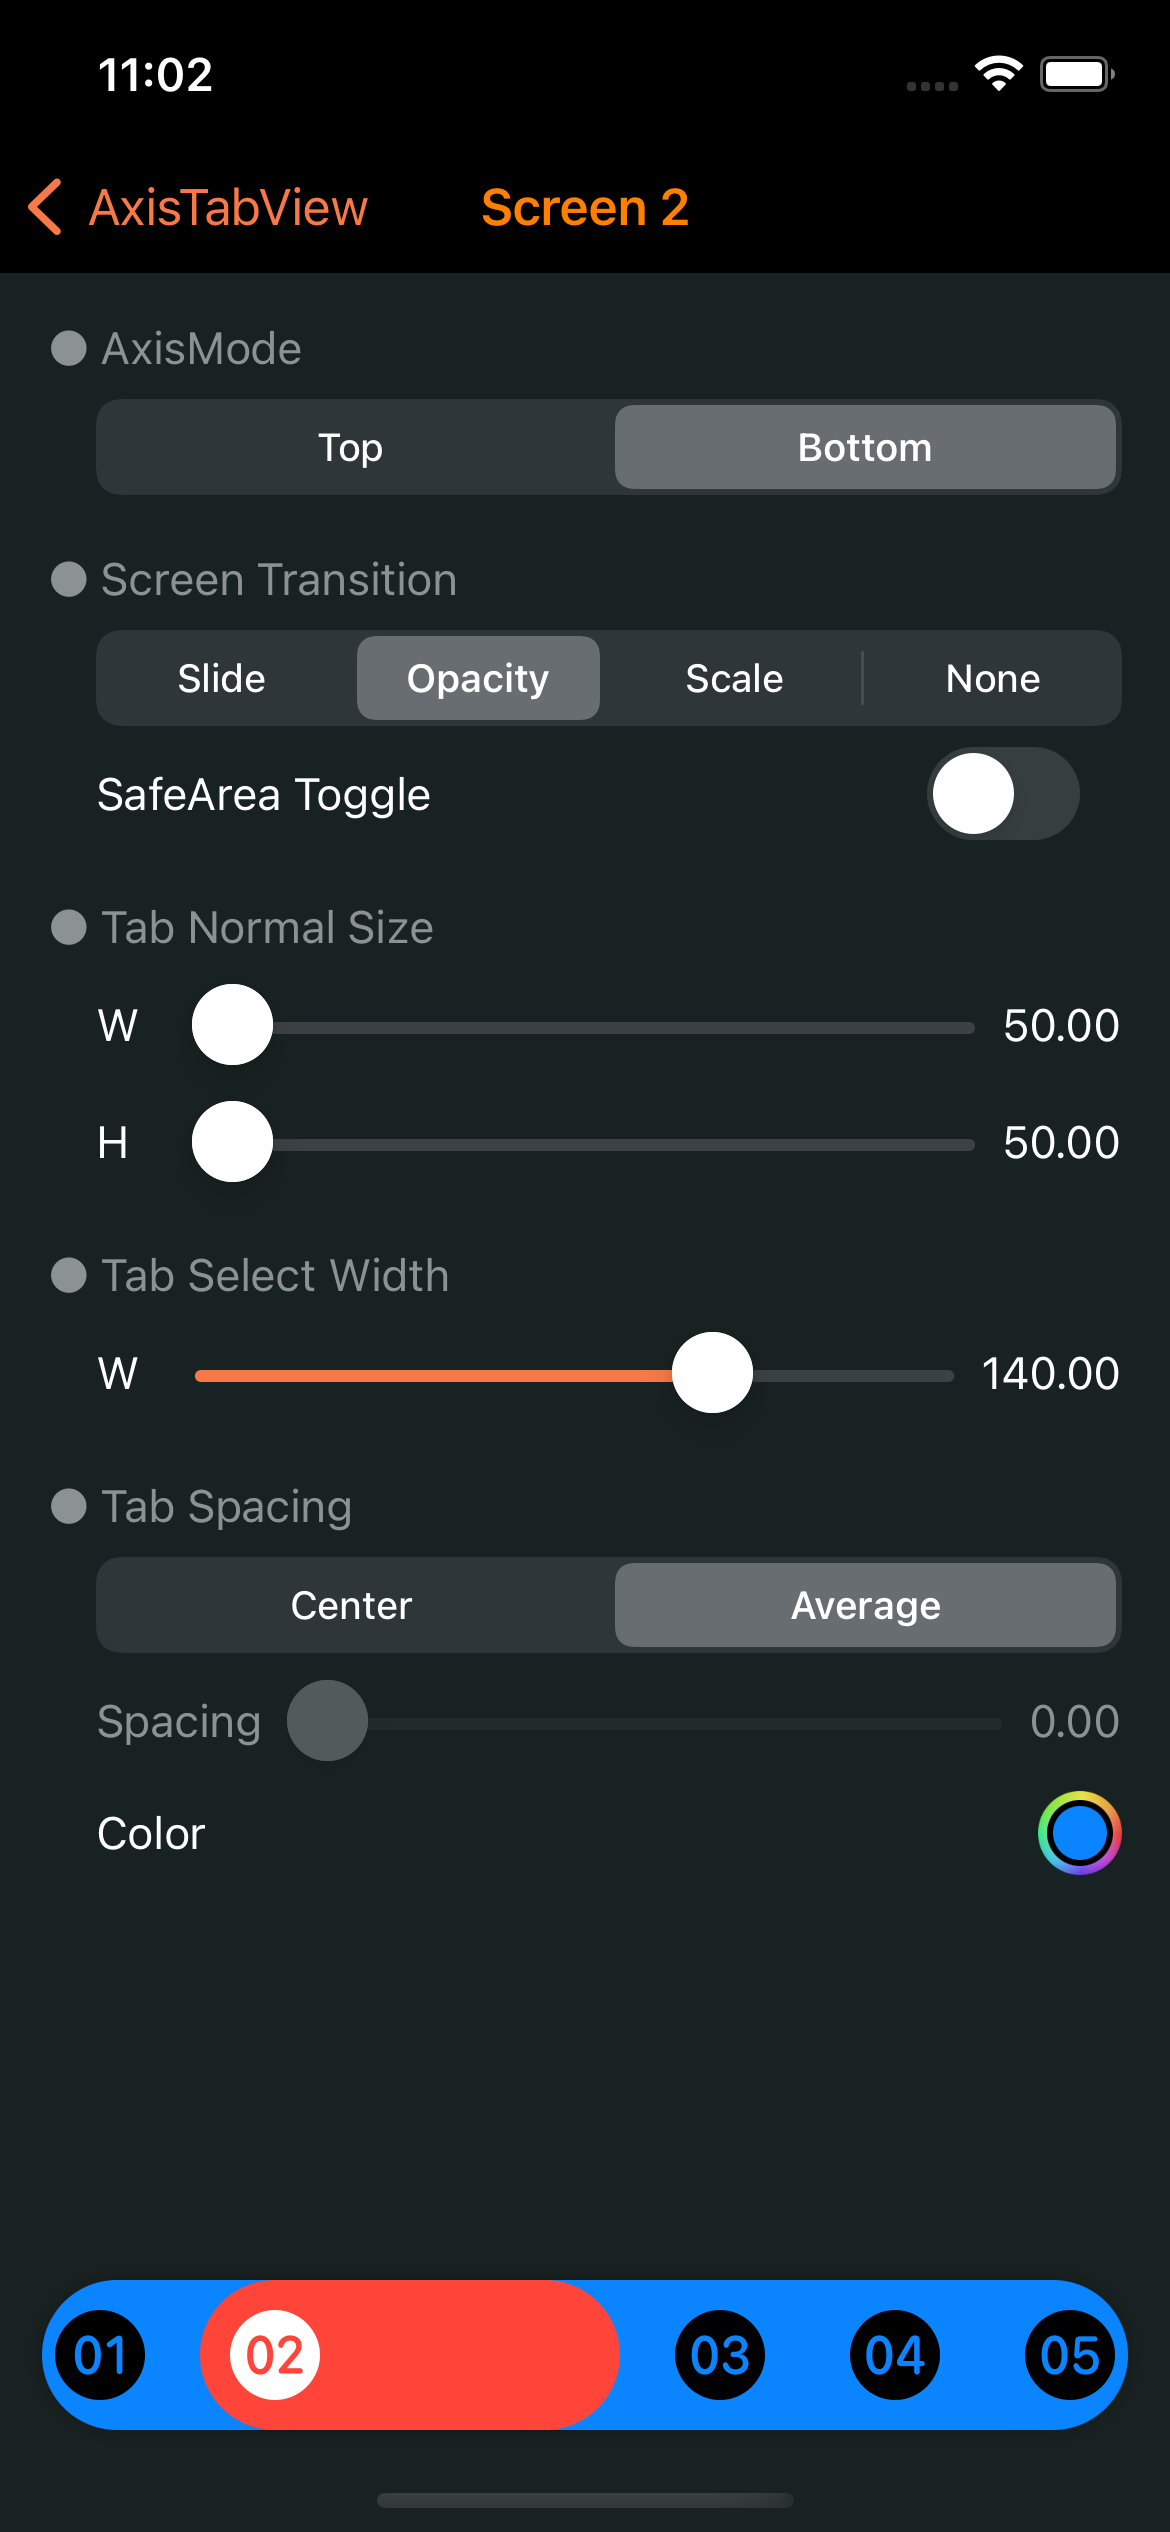 11:02
AxisTabView
Screen 2
AxisMode
Top Bottom
Screen Transition
Slide Opacity Scale None
SafeArea Toggle
Tab Normal Size
W 50.00
H 50.00
Tab Select Width
W 140.00
Tab Spacing
Center Average
Spacing 0.00
Color
01 02 03 04 05